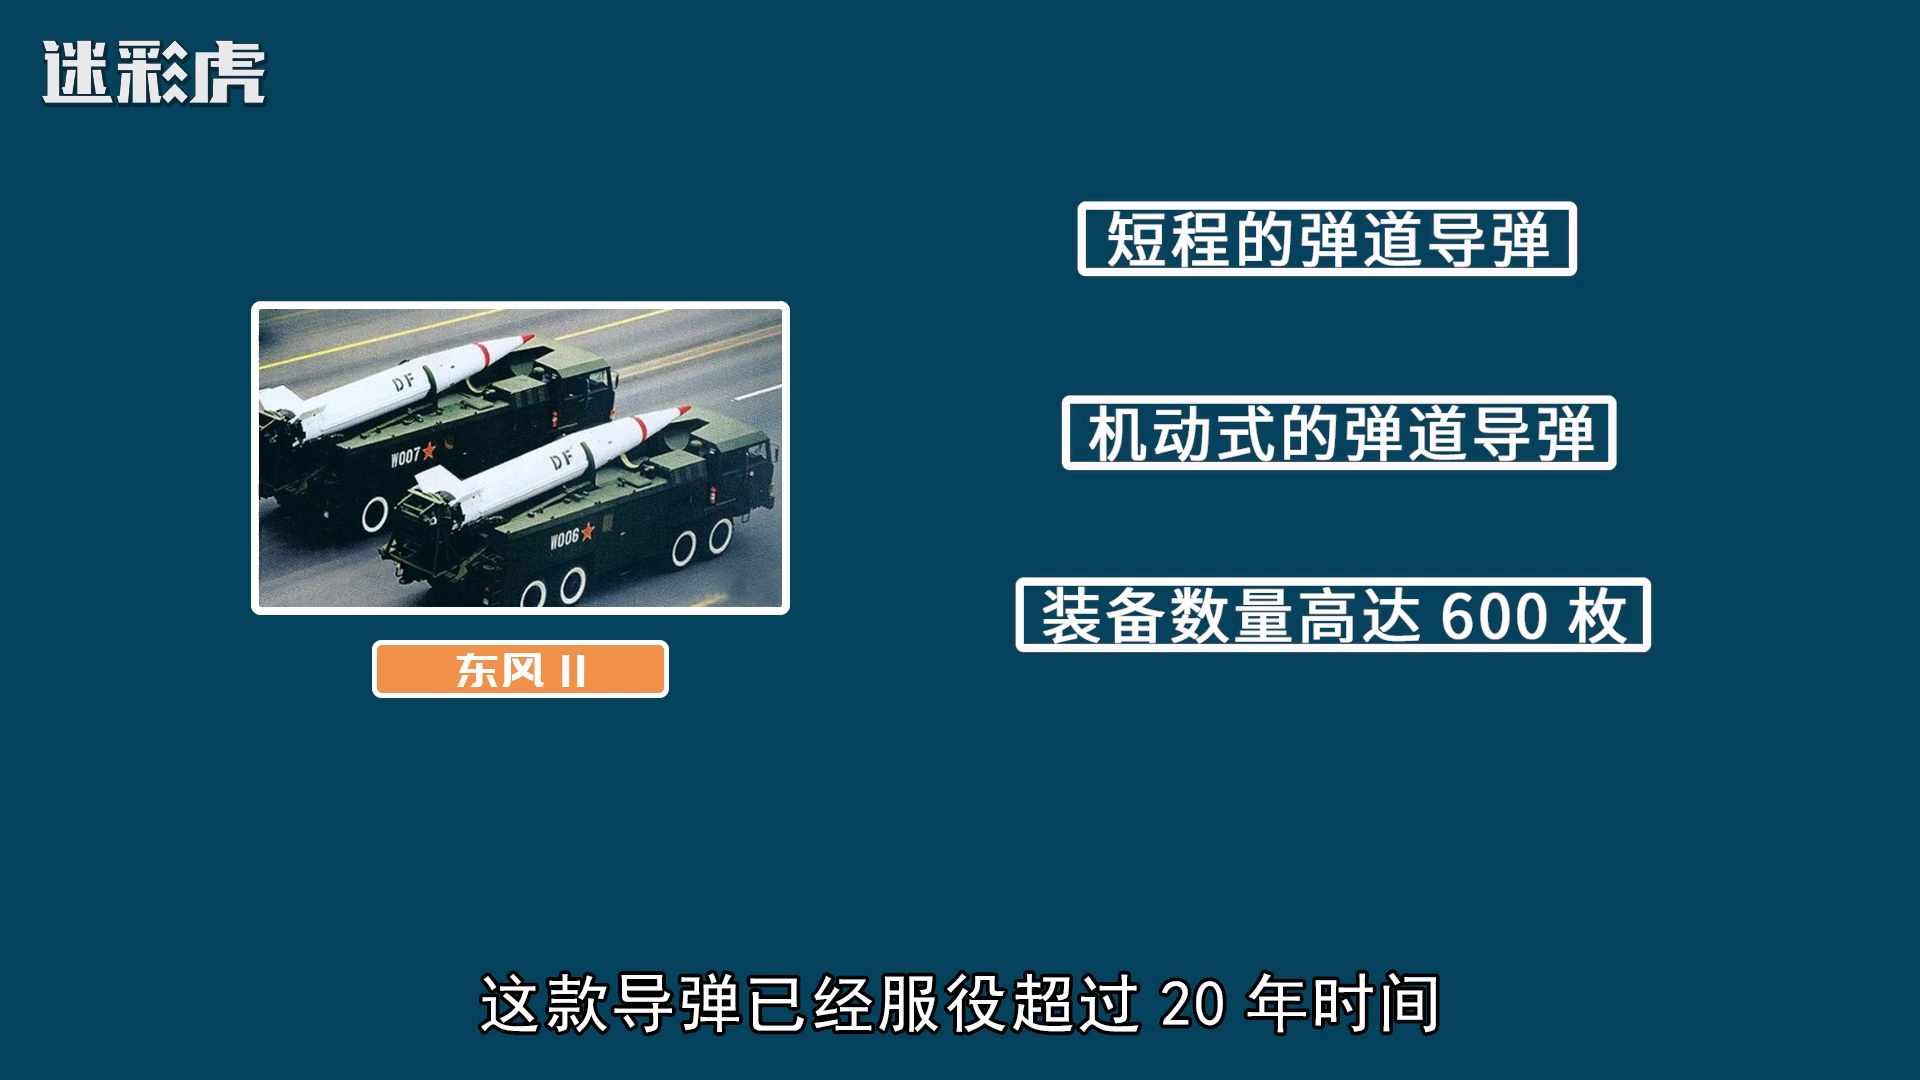 迷彩虎
短程的弹道导弹
机动式的弹道导弹
装备数量高达 600 枚
DF
W007
DF
W006
东风 11
这款导弹已经服役超过 20 年时间